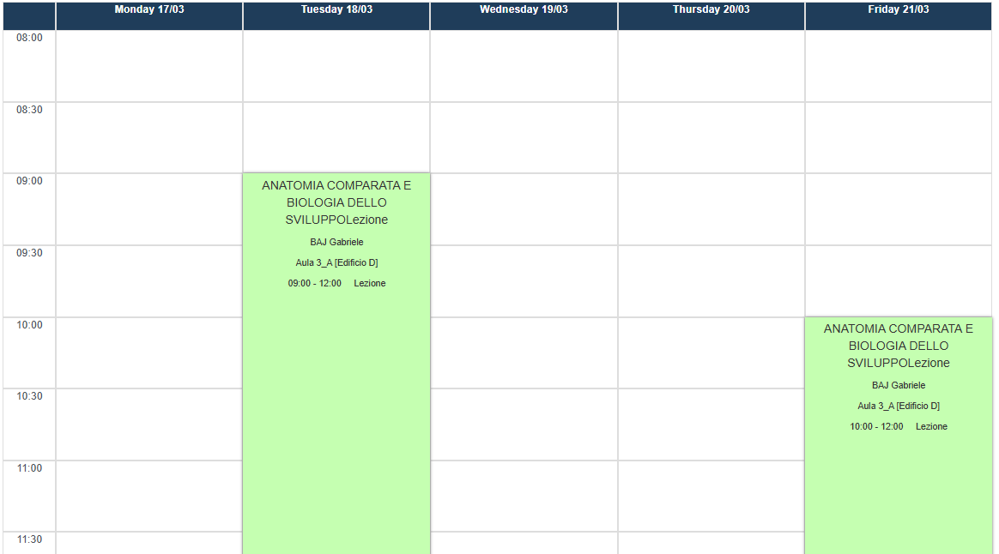 Monday 17/03
Tuesday 18/03
Wednesday 19/03
Thursday 20/03
Friday 21/03
08:00
08:30
09:00
ANATOMIA COMPARATA E
BIOLOGIA DELLO
SVILUPPOLezione
BAJ Gabriele
Aula 3_A [Edificio D]
09:00 - 12:00 Lezione
09:30
10:00
ANATOMIA COMPARATA E
BIOLOGIA DELLO
SVILUPPOLezione
BAJ Gabriele
Aula 3_A [Edificio D]
10:00 - 12:00 Lezione
10:30
11:00
11:30